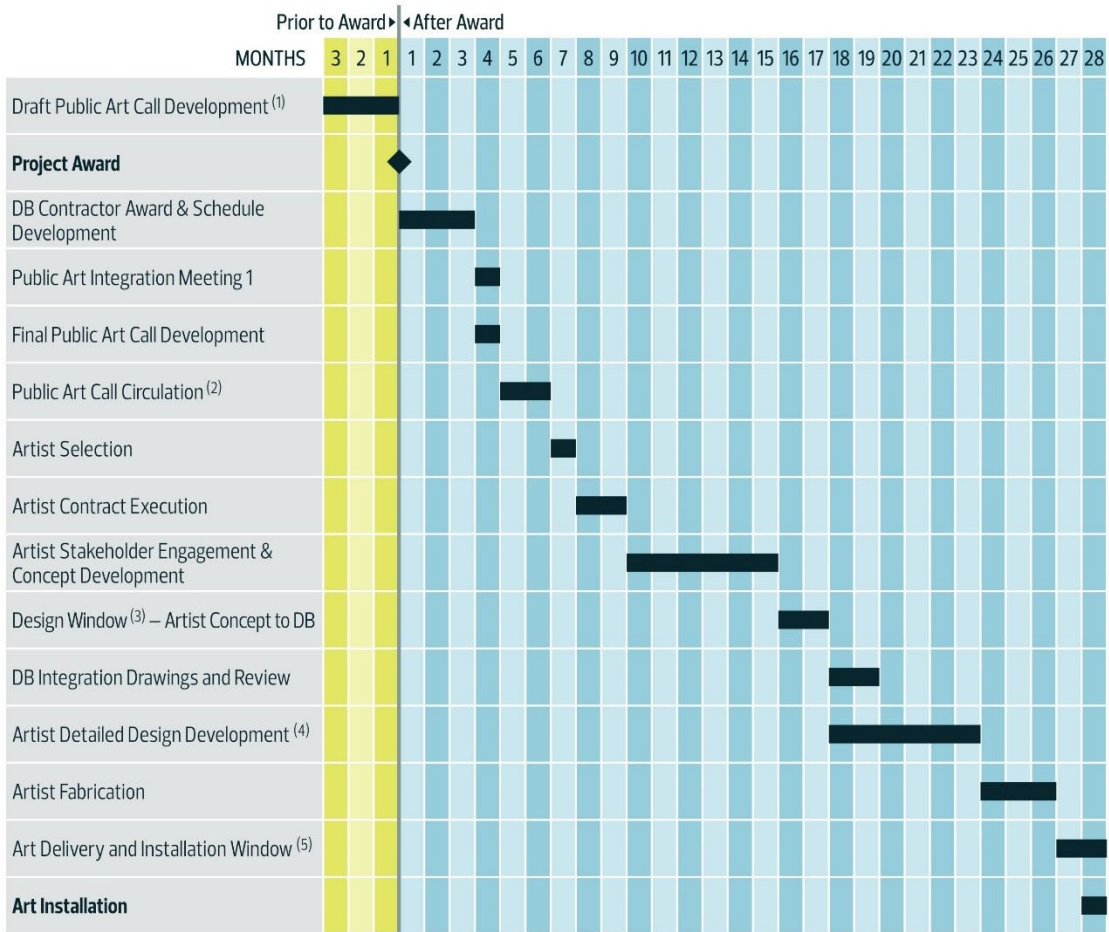 Prior to Award After Award
MONTHS 3 2 1 1 2 3 4 5 6 7 8 9 10 11 12 13 14 15 16 17 18 19 20 21 22 23 24 25 26 27 28
Draft Public Art Call Development (1)
Project Award
DB Contractor Award & Schedule
Development
Public Art Integration Meeting 1
Final Public Art Call Development
Public Art Call Circulation (2)
Artist Selection
Artist Contract Execution
Artist Stakeholder Engagement &
Concept Development
Design Window (3) – Artist Concept to DB
DB Integration Drawings and Review
Artist Detailed Design Development (4)
Artist Fabrication
Art Delivery and Installation Window (5)
Art Installation